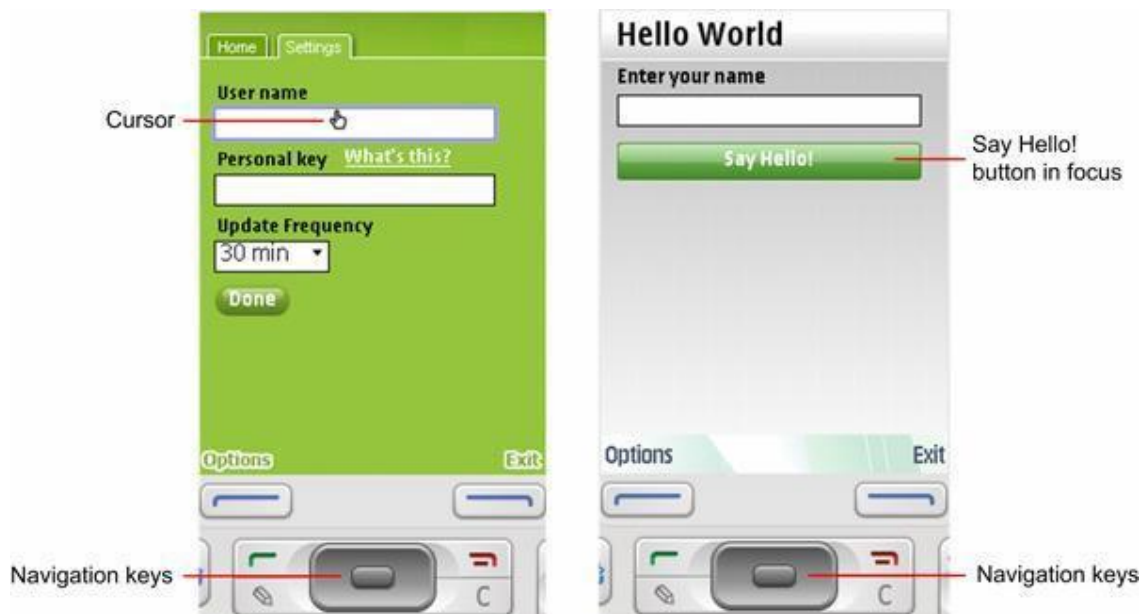 Home
Settings
User name
Cursor
Personal key What's this?
Update Frequency
30 min
Done
Options
Exit
Navigation keys
C
Hello World
Enter your name
Say Hello!
Say Hello!
button in focus
Options
Exit
C
Navigation keys